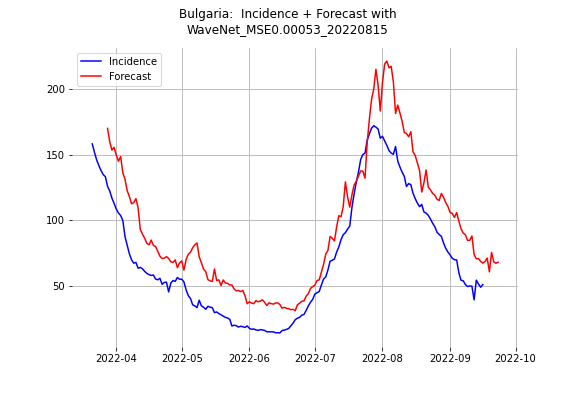 Bulgaria:  Incidence + Forecast with
WaveNet_MSE0.00053_20220815
Incidence
Forecast
200
150
100
50
2022-04 2022-05 2022-06 2022-07 2022-08 2022-09 2022-10